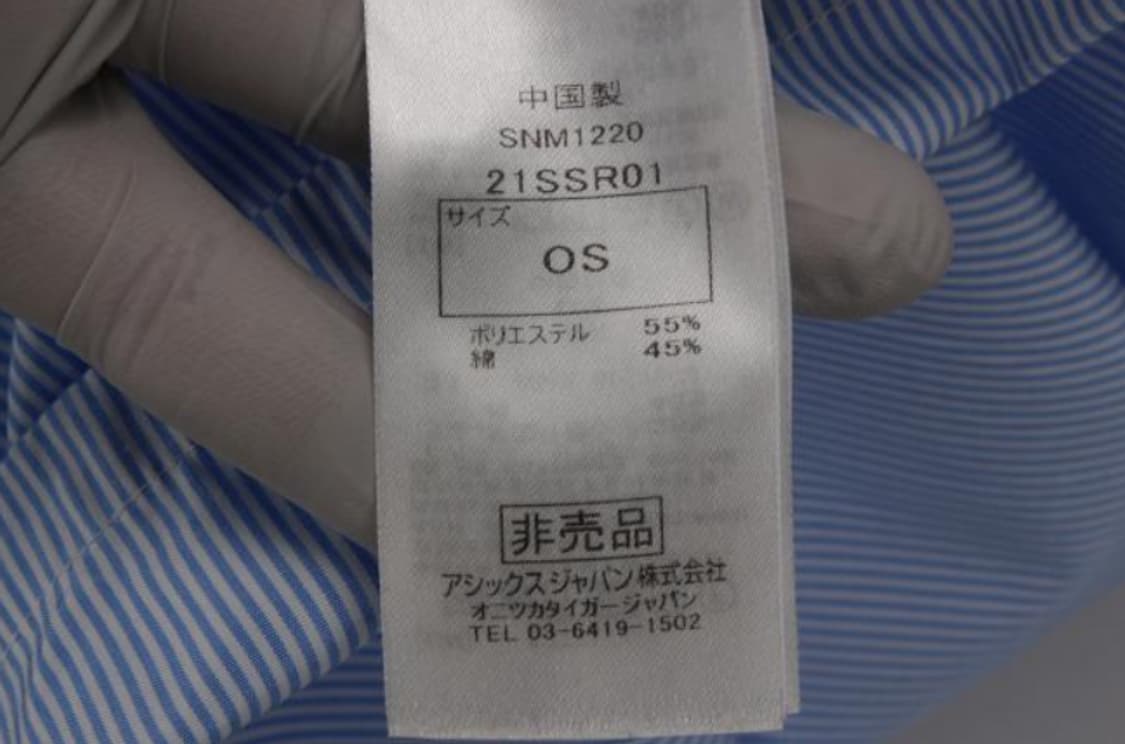 中国製
SNM1220
21SSR01
サイズ
OS
ポリエステル 55%
綿 45%
非売品
アシックスジャパン株式会社
オニツカタイガージャパン
TEL 03-6419-1502